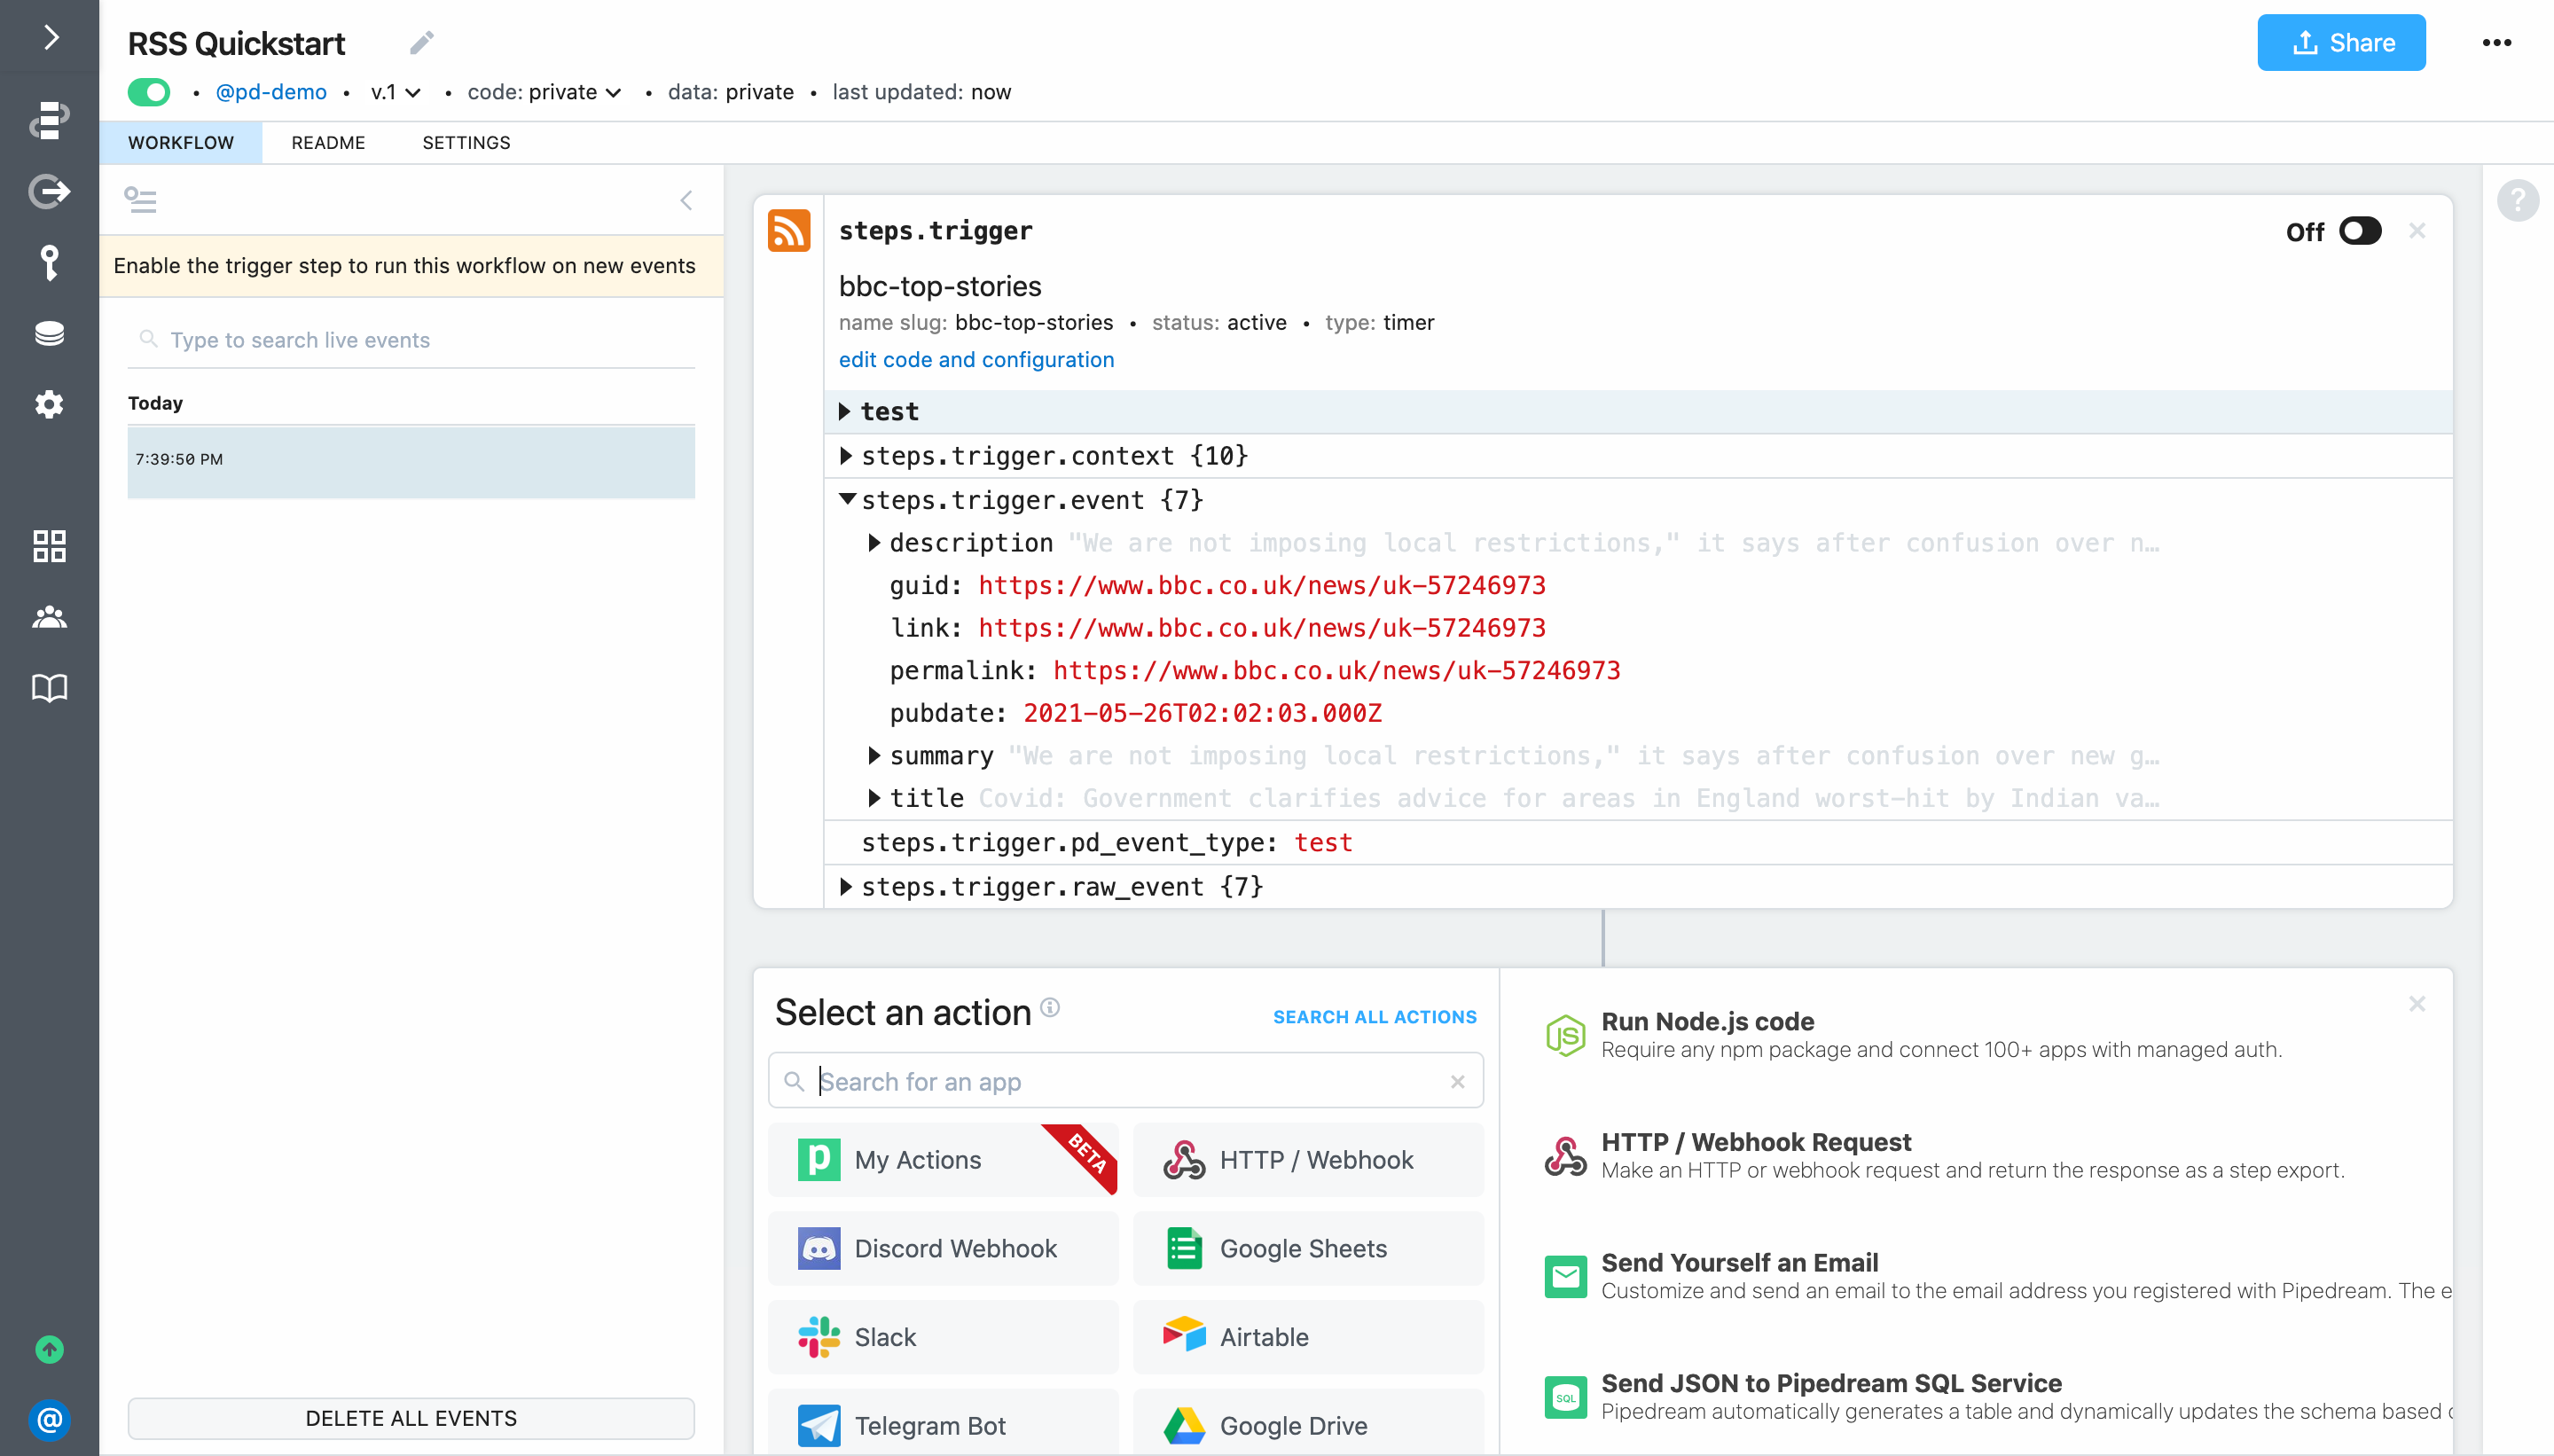 RSS Quickstart
Share
• @pd-demo • v.1 • code: private • data: private • last updated: now
WORKFLOW README SETTINGS
Enable the trigger step to run this workflow on new events
Type to search live events
Today
7:39:50 PM
DELETE ALL EVENTS
steps.trigger
Off
bbc-top-stories
name slug: bbc-top-stories • status: active • type: timer
edit code and configuration
test
steps.trigger.context {10}
steps.trigger.event {7}
description "We are not imposing local restrictions," it says after confusion over n…
guid: https://www.bbc.co.uk/news/uk-57246973
link: https://www.bbc.co.uk/news/uk-57246973
permalink: https://www.bbc.co.uk/news/uk-57246973
pubdate: 2021-05-26T02:02:03.000Z
summary "We are not imposing local restrictions," it says after confusion over new g…
title Covid: Government clarifies advice for areas in England worst-hit by Indian va…
steps.trigger.pd_event_type: test
steps.trigger.raw_event {7}
Select an action
SEARCH ALL ACTIONS
Search for an app
My Actions
BETA
HTTP / Webhook
Discord Webhook
Google Sheets
Slack
Airtable
Telegram Bot
Google Drive
Run Node.js code
Require any npm package and connect 100+ apps with managed auth.
HTTP / Webhook Request
Make an HTTP or webhook request and return the response as a step export.
Send Yourself an Email
Customize and send an email to the email address you registered with Pipedream. The e
SQL
Send JSON to Pipedream SQL Service
Pipedream automatically generates a table and dynamically updates the schema based